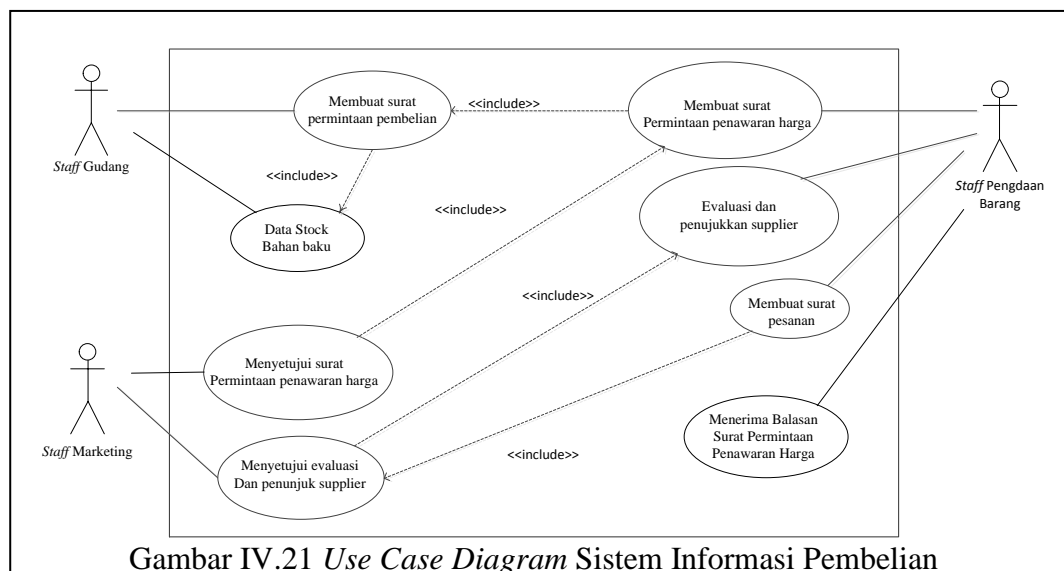 Staff Gudang
Membuat surat
permintaan pembelian
<<include>>
Membuat surat
Permintaan penawaran harga
Staff Pengdaan
Barang
<<include>>
Data Stock
Bahan baku
<<include>>
Evaluasi dan
penujukkan supplier
<<include>>
Membuat surat
pesanan
Menyetujui surat
Permintaan penawaran harga
Staff Marketing
Menyetujui evaluasi
Dan penunjuk supplier
<<include>>
Menerima Balasan
Surat Permintaan
Penawaran Harga
Gambar IV.21 Use Case Diagram Sistem Informasi Pembelian